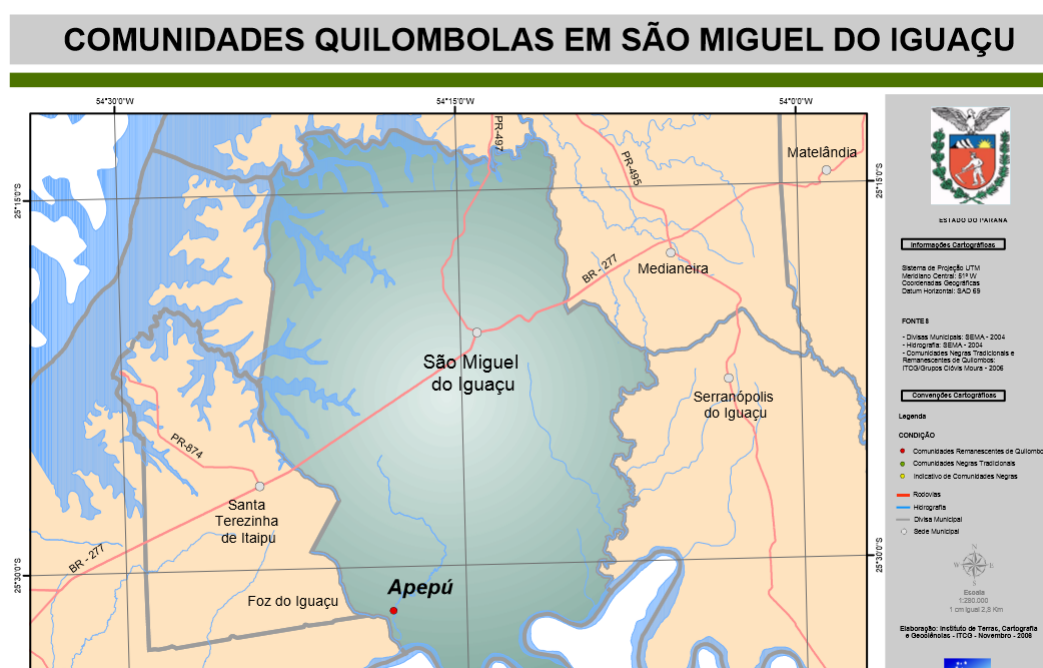 COMUNIDADES QUILOMBOLAS EM SÃO MIGUEL DO IGUAÇU
54°30'0"W
54°15'0"W
54°0'0"W
25°15'0"S
25°15'0"S
25°30'0"S
25°30'0"S
PR-497
PR-495
Matelândia
BR - 277
Medianeira
São Miguel
do Iguaçu
Serranópolis
do Iguaçu
PR-874
Santa
Terezinha
de Itaipú
BR - 277
Apepú
Foz do Iguaçu
ESTADO DO PARANÁ
Informações Cartográficas
Sistema de Projeção UTM
Meridiano Central: 51º W
Coordenadas Geográficas
Datum Horizontal: SAD 69
FONTES
- Divisas Municipais: SEMA - 2004
- Hidrografia: SEMA - 2004
- Comunidades Negras Tradicionais e
Remanescentes de Quilombos:
ITCG/Grupos Clóvis Moura - 2006
Convenções Cartográficas
Legenda
CONDIÇÃO
Comunidades Remanescentes de Quilombo
Comunidades Negras Tradicionais
Indicativo de Comunidades Negras
Rodovias
Hidrografia
Divisa Municipal
Sede Municipal
N
W
E
S
Escala
1:280.000
1 cm igual 2,8 Km
Elaboração: Instituto de Terras, Cartografia
e Geociências - ITCG - Novembro - 2008